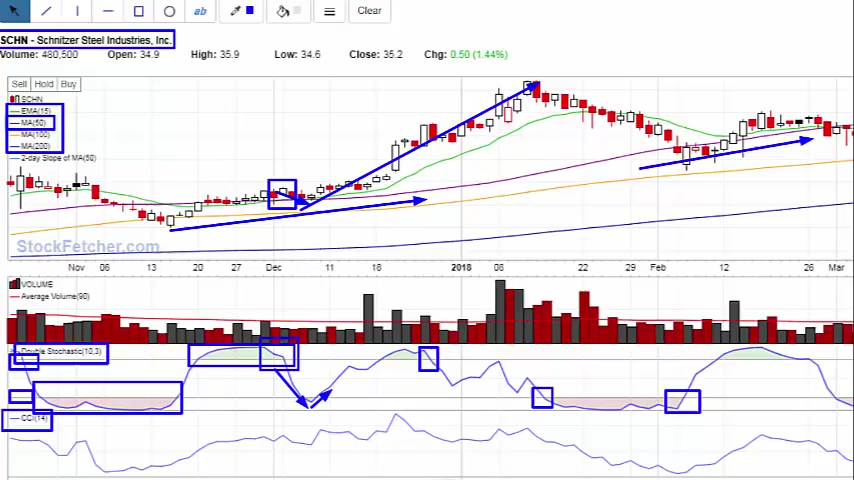 ab Clear
SCHN - Schnitzer Steel Industries, Inc.
Volume: 480,500 Open: 34.9 High: 35.9 Low: 34.6 Close: 35.2 Chg: 0.50 (1.44%)
Sell Hold Buy
SCHN
EMA(15)
MA(50)
MA(100)
MA(200)
2-day Slope of MA(50)
StockFetcher.com
Nov 06 13 20 27 Dec 11 18 2018 08 22 29 Feb 12 26 Mar
VOLUME
Average Volume(90)
Double Stochastic(10,3)
CCI(14)